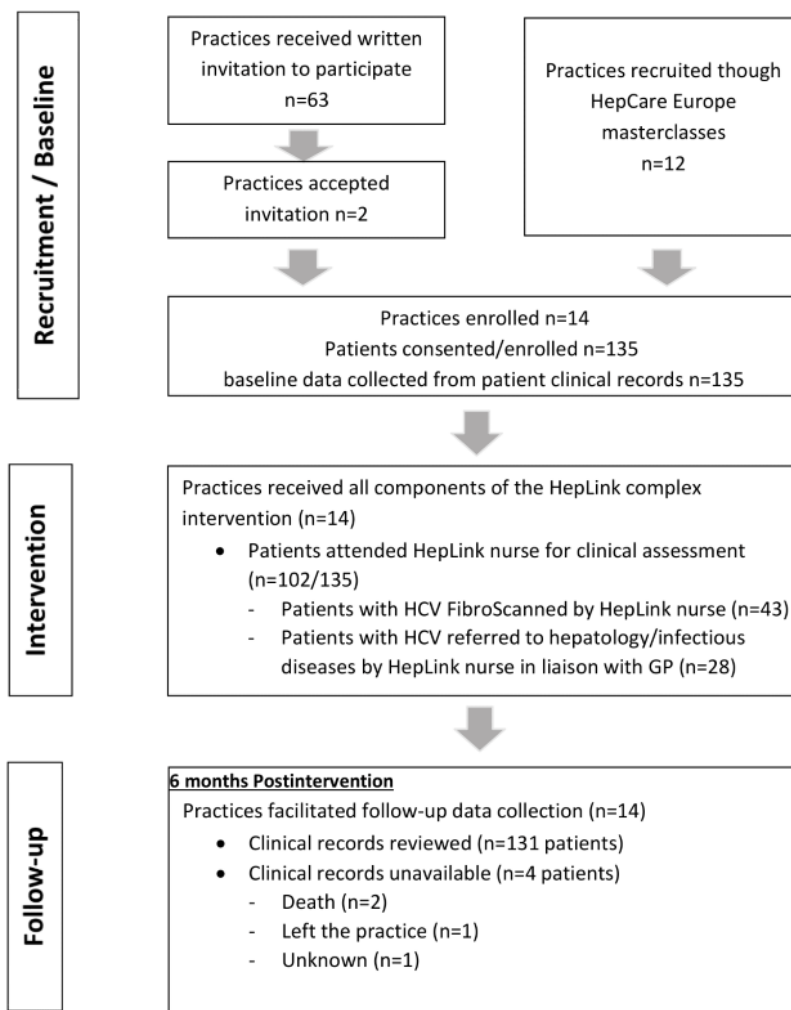 Recruitment / Baseline
Practices received written
invitation to participate
n=63
Practices recruited though
HepCare Europe
masterclasses
n=12
Practices accepted
invitation n=2
Practices enrolled n=14
Patients consented/enrolled n=135
baseline data collected from patient clinical records n=135
Intervention
Practices received all components of the HepLink complex
intervention (n=14)
• Patients attended HepLink nurse for clinical assessment
(n=102/135)
- Patients with HCV FibroScanned by HepLink nurse (n=43)
- Patients with HCV referred to hepatology/infectious
diseases by HepLink nurse in liaison with GP (n=28)
Follow-up
6 months Postintervention
Practices facilitated follow-up data collection (n=14)
• Clinical records reviewed (n=131 patients)
• Clinical records unavailable (n=4 patients)
- Death (n=2)
- Left the practice (n=1)
- Unknown (n=1)